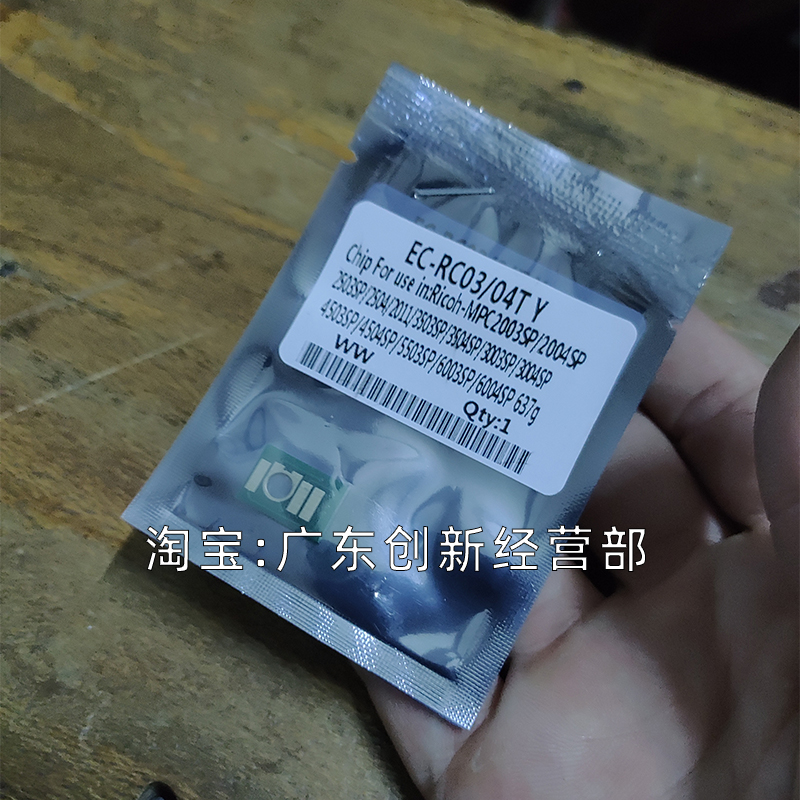 EC-RC03/04T Y
Chip For use in:Ricoh-MPC2003SP/2004SP
2503SP/2504/2011/3503SP/3504SP/3003SP/3004SP
4503SP/4504SP/5503SP/6003SP/6004SP 637g
WW
Qty:1
淘宝:广东创新经营部